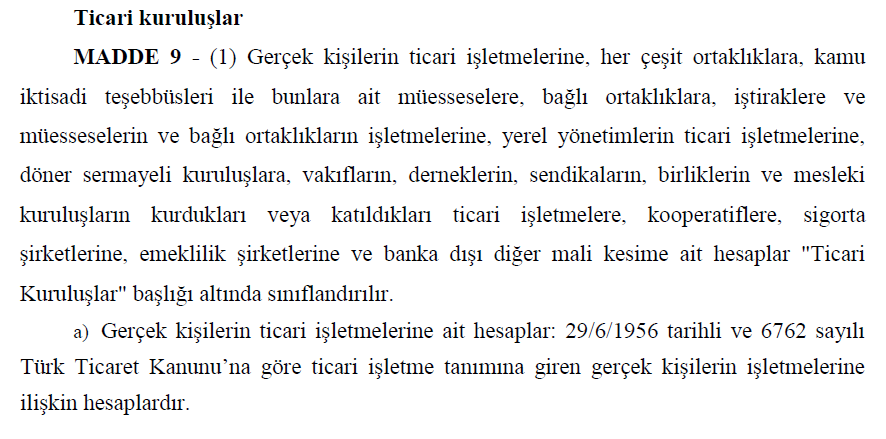 Ticari kuruluşlar
MADDE 9 - (1) Gerçek kişilerin ticari işletmelerine, her çeşit ortaklıklara, kamu
iktisadi teşebbüsleri ile bunlara ait müesseselere, bağlı ortaklıklara, iştiraklere ve
müesseselerin ve bağlı ortaklıkların işletmelerine, yerel yönetimlerin ticari işletmelerine,
döner sermayeli kuruluşlara, vakıfların, derneklerin, sendikaların, birliklerin ve mesleki
kuruluşların kurdukları veya katıldıkları ticari işletmelere, kooperatiflere, sigorta
şirketlerine, emeklilik şirketlerine ve banka dışı diğer mali kesime ait hesaplar "Ticari
Kuruluşlar" başlığı altında sınıflandırılır.
a) Gerçek kişilerin ticari işletmelerine ait hesaplar: 29/6/1956 tarihli ve 6762 sayılı
Türk Ticaret Kanunu’na göre ticari işletme tanımına giren gerçek kişilerin işletmelerine
ilişkin hesaplardır.